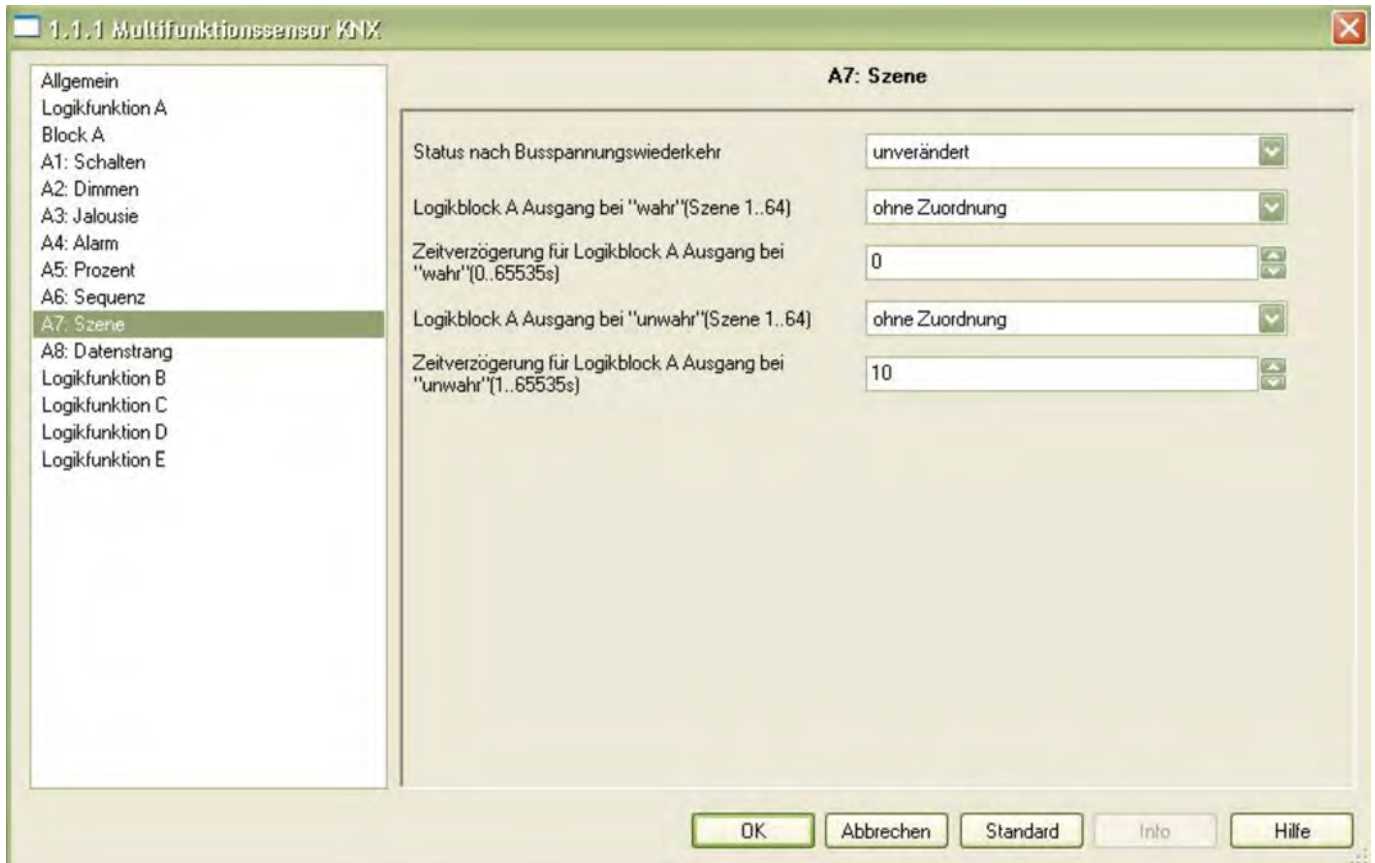 1.1.1 Multifunktionssensor KNX
Allgemein
Logikfunktion A
Block A
A1: Schalten
A2: Dimmen
A3: Jalousie
A4: Alarm
A5: Prozent
A6: Sequenz
A7: Szene
A8: Datenstrang
Logikfunktion B
Logikfunktion C
Logikfunktion D
Logikfunktion E
A7: Szene
Status nach Busspannungswiederkehr
unverändert
Logikblock A Ausgang bei "wahr"(Szene 1..64)
ohne Zuordnung
Zeitverzögerung für Logikblock A Ausgang bei
"wahr"(0..65535s)
0
Logikblock A Ausgang bei "unwahr"(Szene 1..64)
ohne Zuordnung
Zeitverzögerung für Logikblock A Ausgang bei
"unwahr"(1..65535s)
10
OK
Abbrechen
Standard
Info
Hilfe